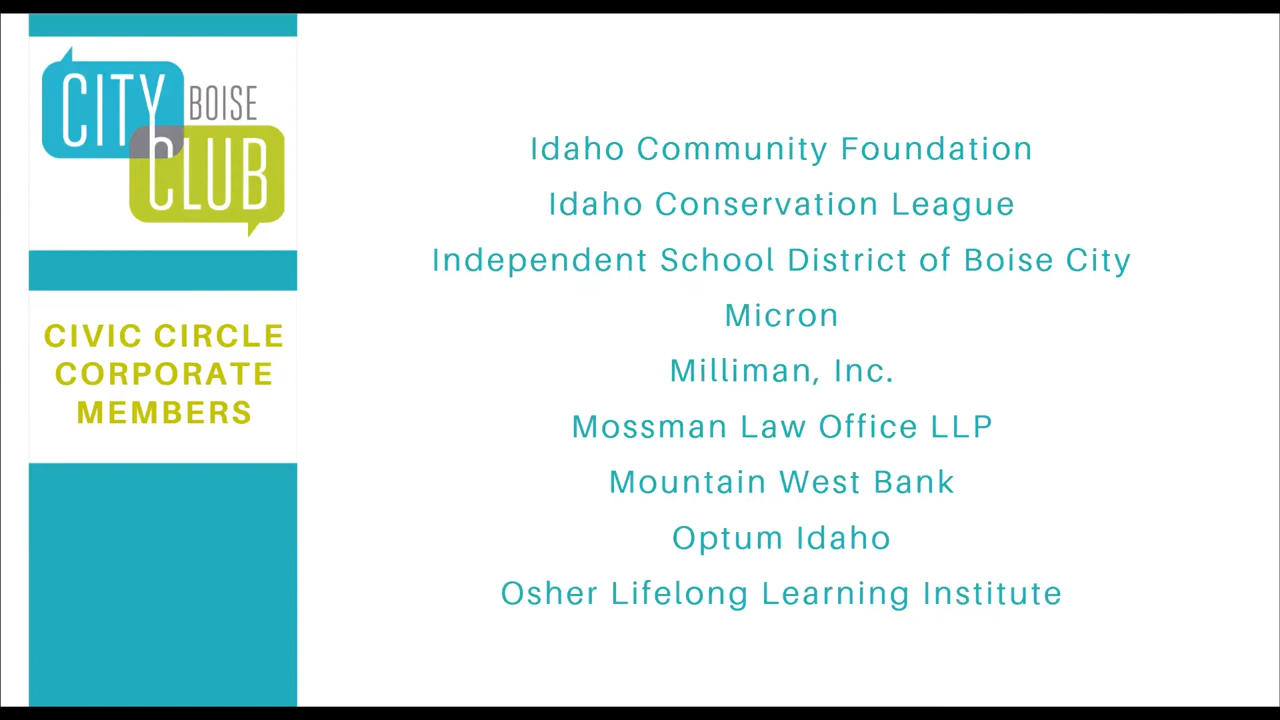 CITY BOISE
CLUB
CIVIC CIRCLE
CORPORATE
MEMBERS
Idaho Community Foundation
Idaho Conservation League
Independent School District of Boise City
Micron
Milliman, Inc.
Mossman Law Office LLP
Mountain West Bank
Optum Idaho
Osher Lifelong Learning Institute